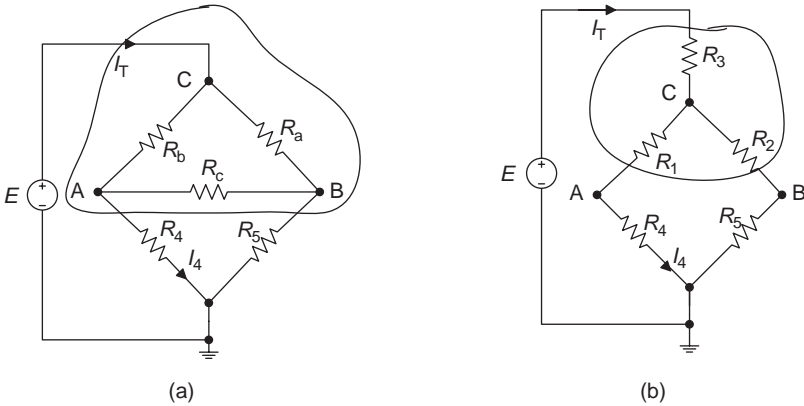 I_T
C
R_a
R_b
R_c
A
B
E
+
−
R_4
R_5
I_4
(a)
I_T
R_3
C
R_2
R_1
E
+
−
A
B
R_4
R_5
I_4
(b)